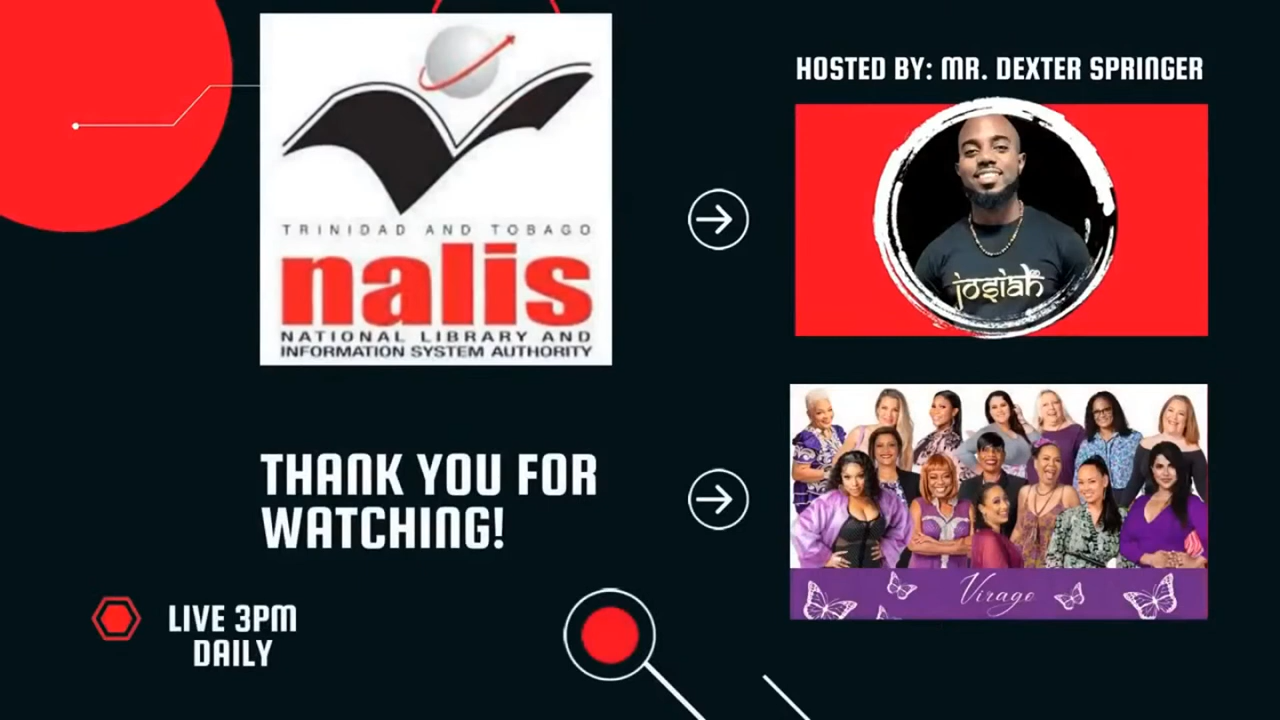 TRINIDAD AND TOBAGO
nalis
NATIONAL LIBRARY AND
INFORMATION SYSTEM AUTHORITY
THANK YOU FOR
WATCHING!
LIVE 3PM
DAILY
HOSTED BY: MR. DEXTER SPRINGER
josiah
Virago